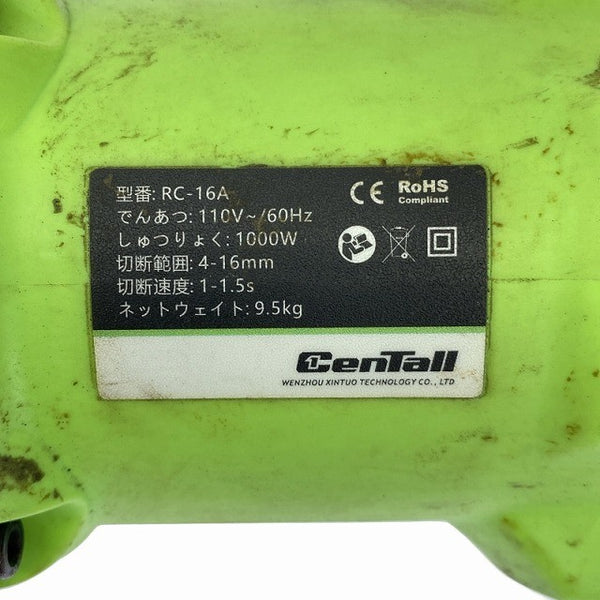 型番: RC-16A
でんあつ: 110V~/60Hz
しゅつりょく: 1000W
切断範囲: 4-16mm
切断速度: 1-1.5s
ネットウェイト: 9.5kg
CE RoHS
Compliant
CenTall
WENZHOU XINTUO TECHNOLOGY CO., LTD